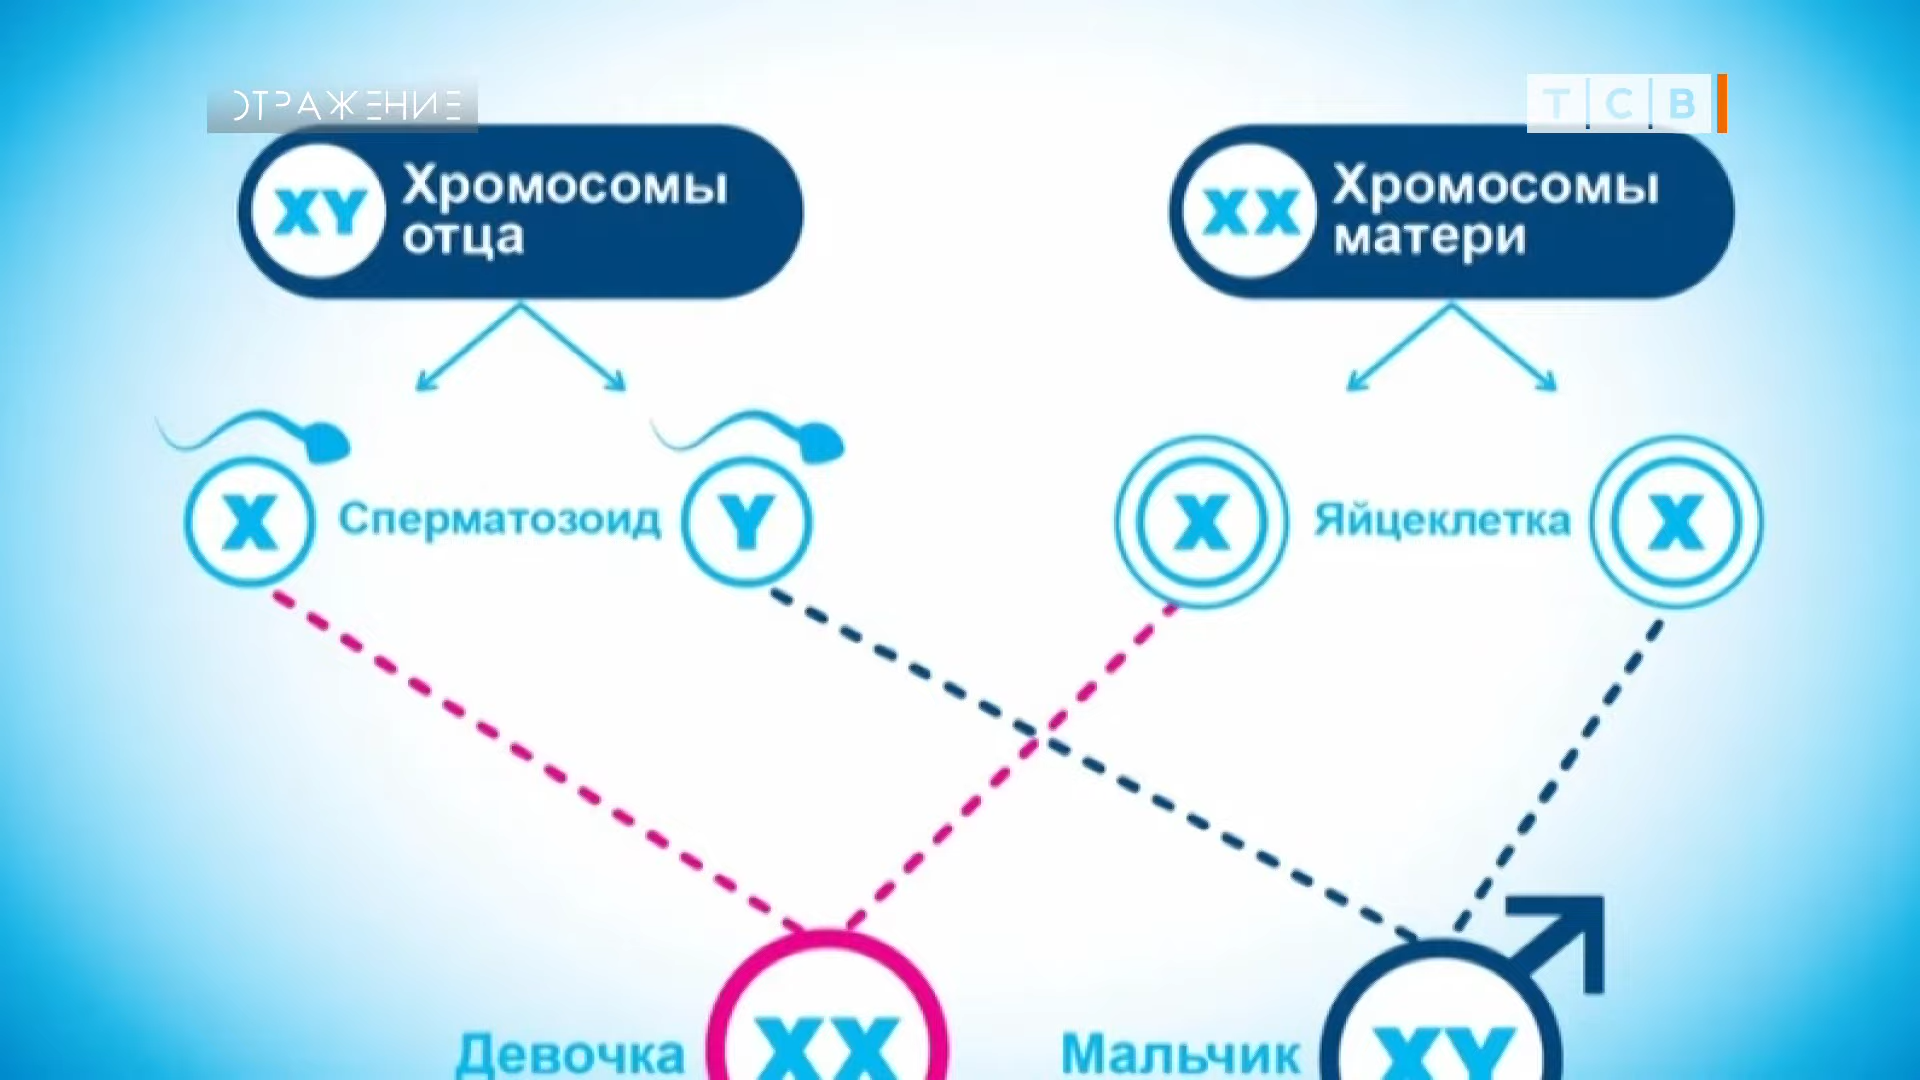 ОТРАЖЕНИЕ
ТСВ
XY Хромосомы
отца
XX Хромосомы
матери
X Сперматозоид Y
X Яйцеклетка X
Девочка XX
Мальчик XY